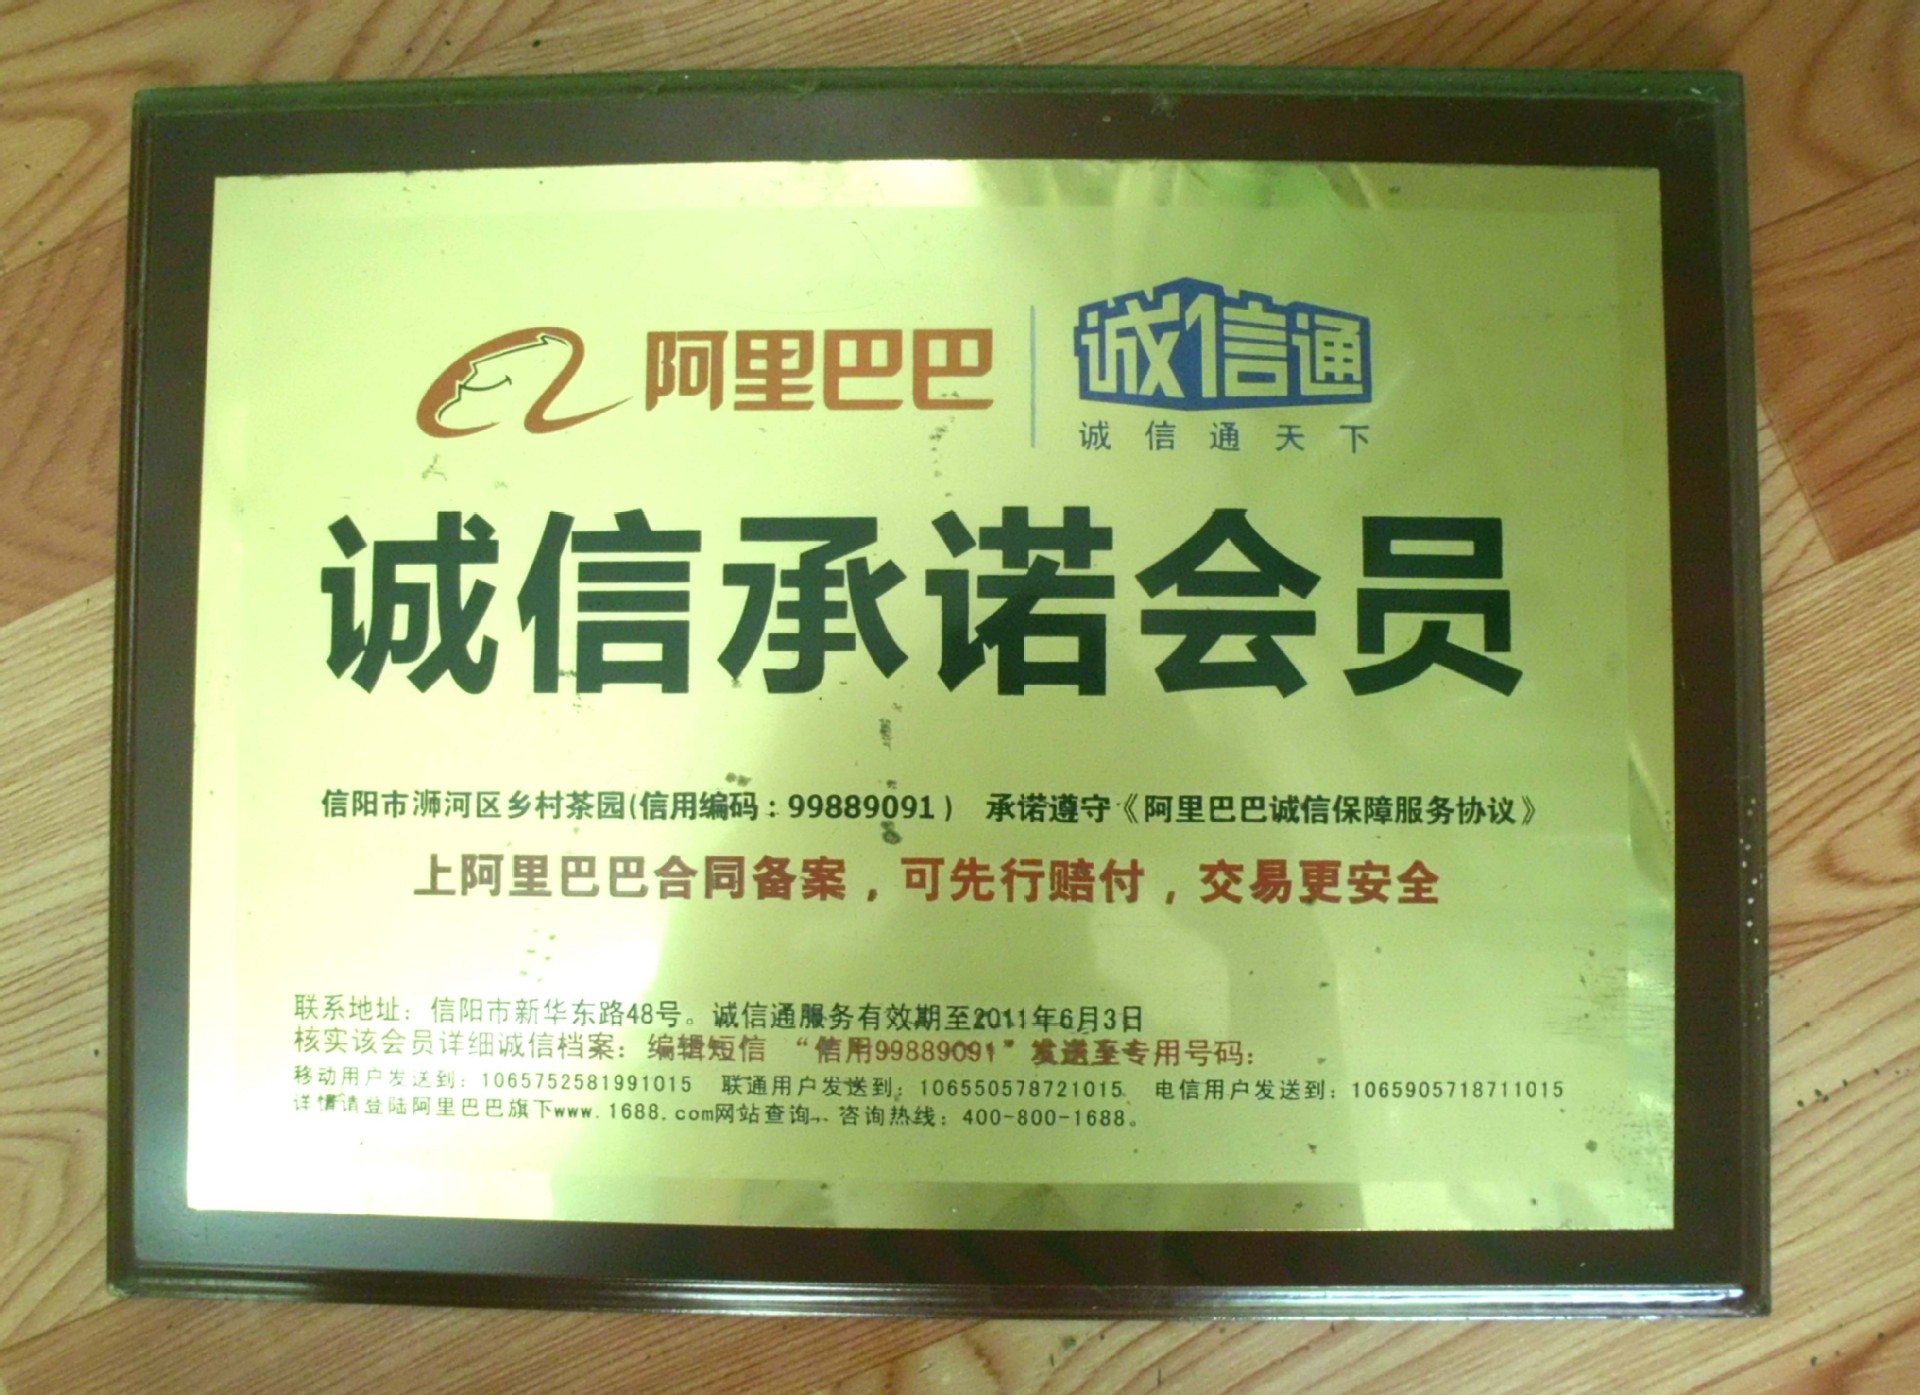 阿里巴巴 诚信通
诚信通天下
诚信承诺会员
信阳市浉河区乡村茶园(信用编码：99889091) 承诺遵守《阿里巴巴诚信保障服务协议》
上阿里巴巴合同备案，可先行赔付，交易更安全
联系地址：信阳市新华东路48号。诚信通服务有效期至2011年6月3日
核实该会员详细诚信档案：编辑短信“信用99889091”发送至专用号码：
移动用户发送到：1065752581991015 联通用户发送到：106550578721015 电信用户发送到：1065905718711015
详情请登陆阿里巴巴旗下www.1688.com网站查询，咨询热线：400-800-1688。